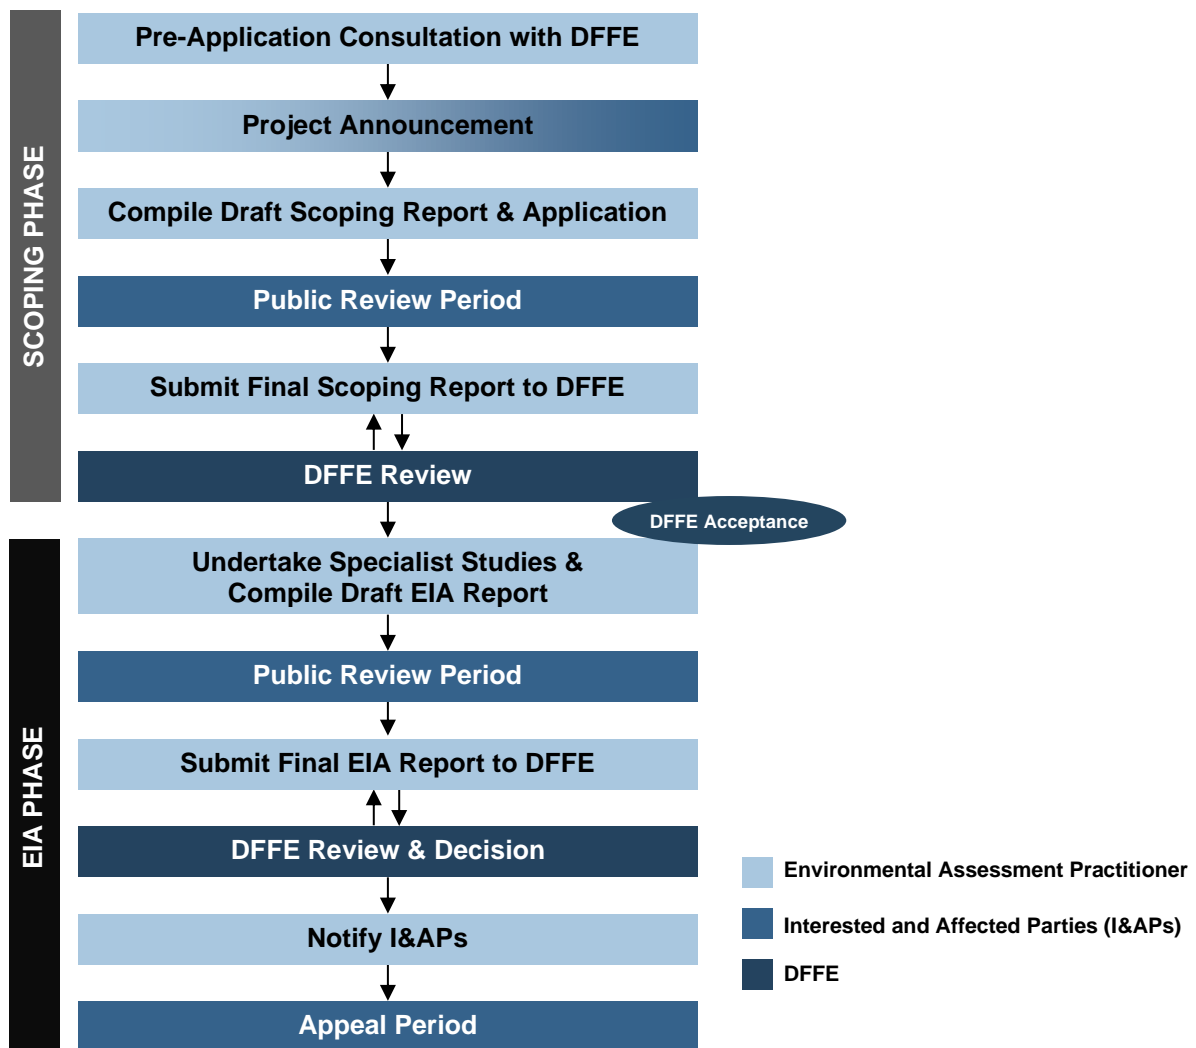 SCOPING PHASE
Pre-Application Consultation with DFFE
Project Announcement
Compile Draft Scoping Report & Application
Public Review Period
Submit Final Scoping Report to DFFE
DFFE Review
DFFE Acceptance
EIA PHASE
Undertake Specialist Studies &
Compile Draft EIA Report
Public Review Period
Submit Final EIA Report to DFFE
DFFE Review & Decision
Notify I&APs
Appeal Period
Environmental Assessment Practitioner
Interested and Affected Parties (I&APs)
DFFE